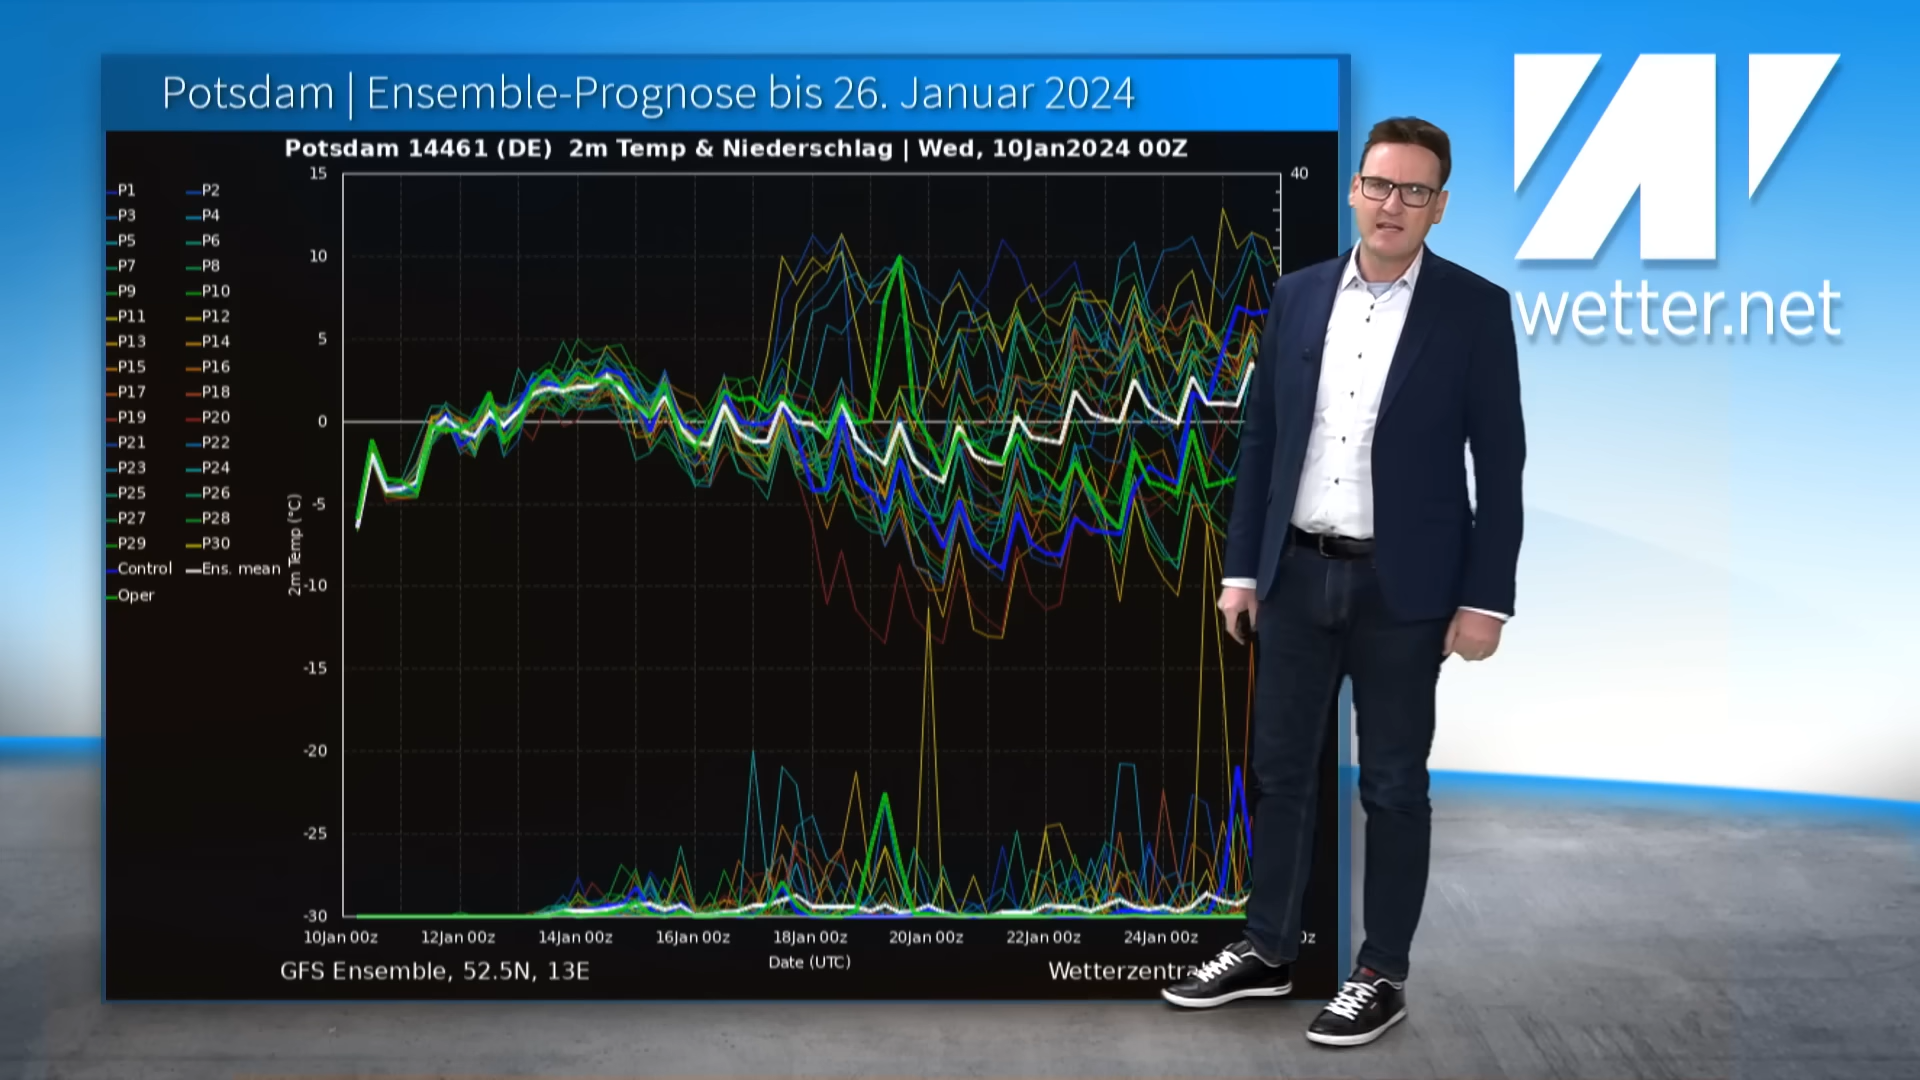 Potsdam | Ensemble-Prognose bis 26. Januar 2024
Potsdam 14461 (DE) 2m Temp & Niederschlag | Wed, 10Jan2024 00Z
wetter.net
15
10
5
0
-5
-10
-15
-20
-25
-30
40
P1 P2
P3 P4
P5 P6
P7 P8
P9 P10
P11 P12
P13 P14
P15 P16
P17 P18
P19 P20
P21 P22
P23 P24
P25 P26
P27 P28
P29 P30
Control Ens. mean
Oper
2m Temp (°C)
10Jan 00z 12Jan 00z 14Jan 00z 16Jan 00z 18Jan 00z 20Jan 00z 22Jan 00z 24Jan 00z
Date (UTC)
GFS Ensemble, 52.5N, 13E